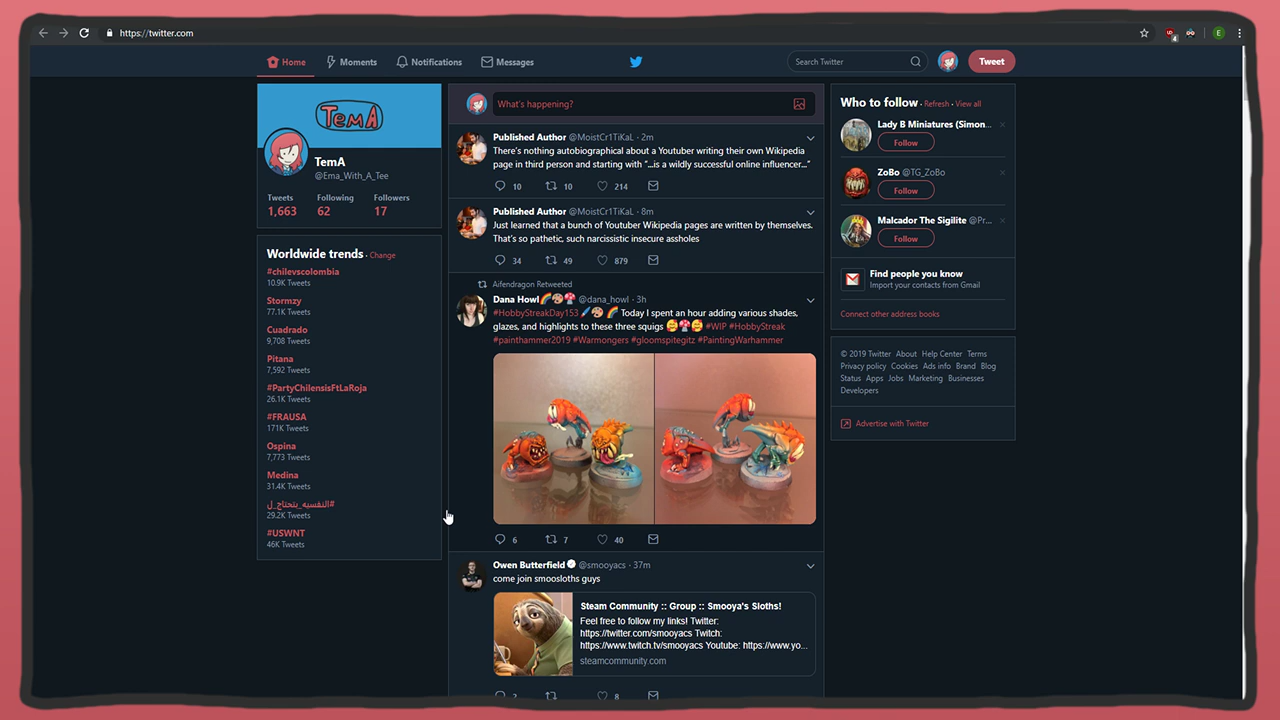 https://twitter.com
4
E
Home
Moments
Notifications
Messages
Search Twitter
Tweet
TemA
TemA
@Ema_With_A_Tee
Tweets Following Followers
1,663 62 17
Worldwide trends · Change
#chilevscolombia
10.9K Tweets
Stormzy
77.1K Tweets
Cuadrado
9,708 Tweets
Pitana
7,592 Tweets
#PartyChilensisFtLaRoja
26.1K Tweets
#FRAUSA
171K Tweets
Ospina
7,773 Tweets
Medina
31.4K Tweets
#النفسيه_بتحتاج_ل
29.2K Tweets
#USWNT
46K Tweets
What's happening?
Published Author @MoistCr1TiKaL · 2m
There's nothing autobiographical about a Youtuber writing their own Wikipedia
page in third person and starting with "...is a wildly successful online influencer..."
10 10 214
Published Author @MoistCr1TiKaL · 8m
Just learned that a bunch of Youtuber Wikipedia pages are written by themselves.
That's so pathetic, such narcissistic insecure assholes
34 49 879
Aifendragon Retweeted
Dana Howl🌈🎨🍄 @dana_howl · 3h
#HobbyStreakDay153🖌️🎨 🌈 Today I spent an hour adding various shades,
glazes, and highlights to these three squigs 🥰🍄🥰 #WIP #HobbyStreak
#painthammer2019 #Warmongers #gloomspitegitz #PaintingWarhammer
6 7 40
Owen Butterfield @smooyacs · 37m
come join smoosloths guys
Steam Community :: Group :: Smooya's Sloths!
Feel free to follow my links! Twitter:
https://twitter.com/smooyacs Twitch:
https://www.twitch.tv/smooyacs Youtube: https://www.yo...
steamcommunity.com
2 8
Who to follow · Refresh · View all
Lady B Miniatures (Simon...
Follow
ZoBo @TG_ZoBo
Follow
Malcador The Sigilite @Pr...
Follow
Find people you know
Import your contacts from Gmail
Connect other address books
© 2019 Twitter About Help Center Terms
Privacy policy Cookies Ads info Brand Blog
Status Apps Jobs Marketing Businesses
Developers
Advertise with Twitter